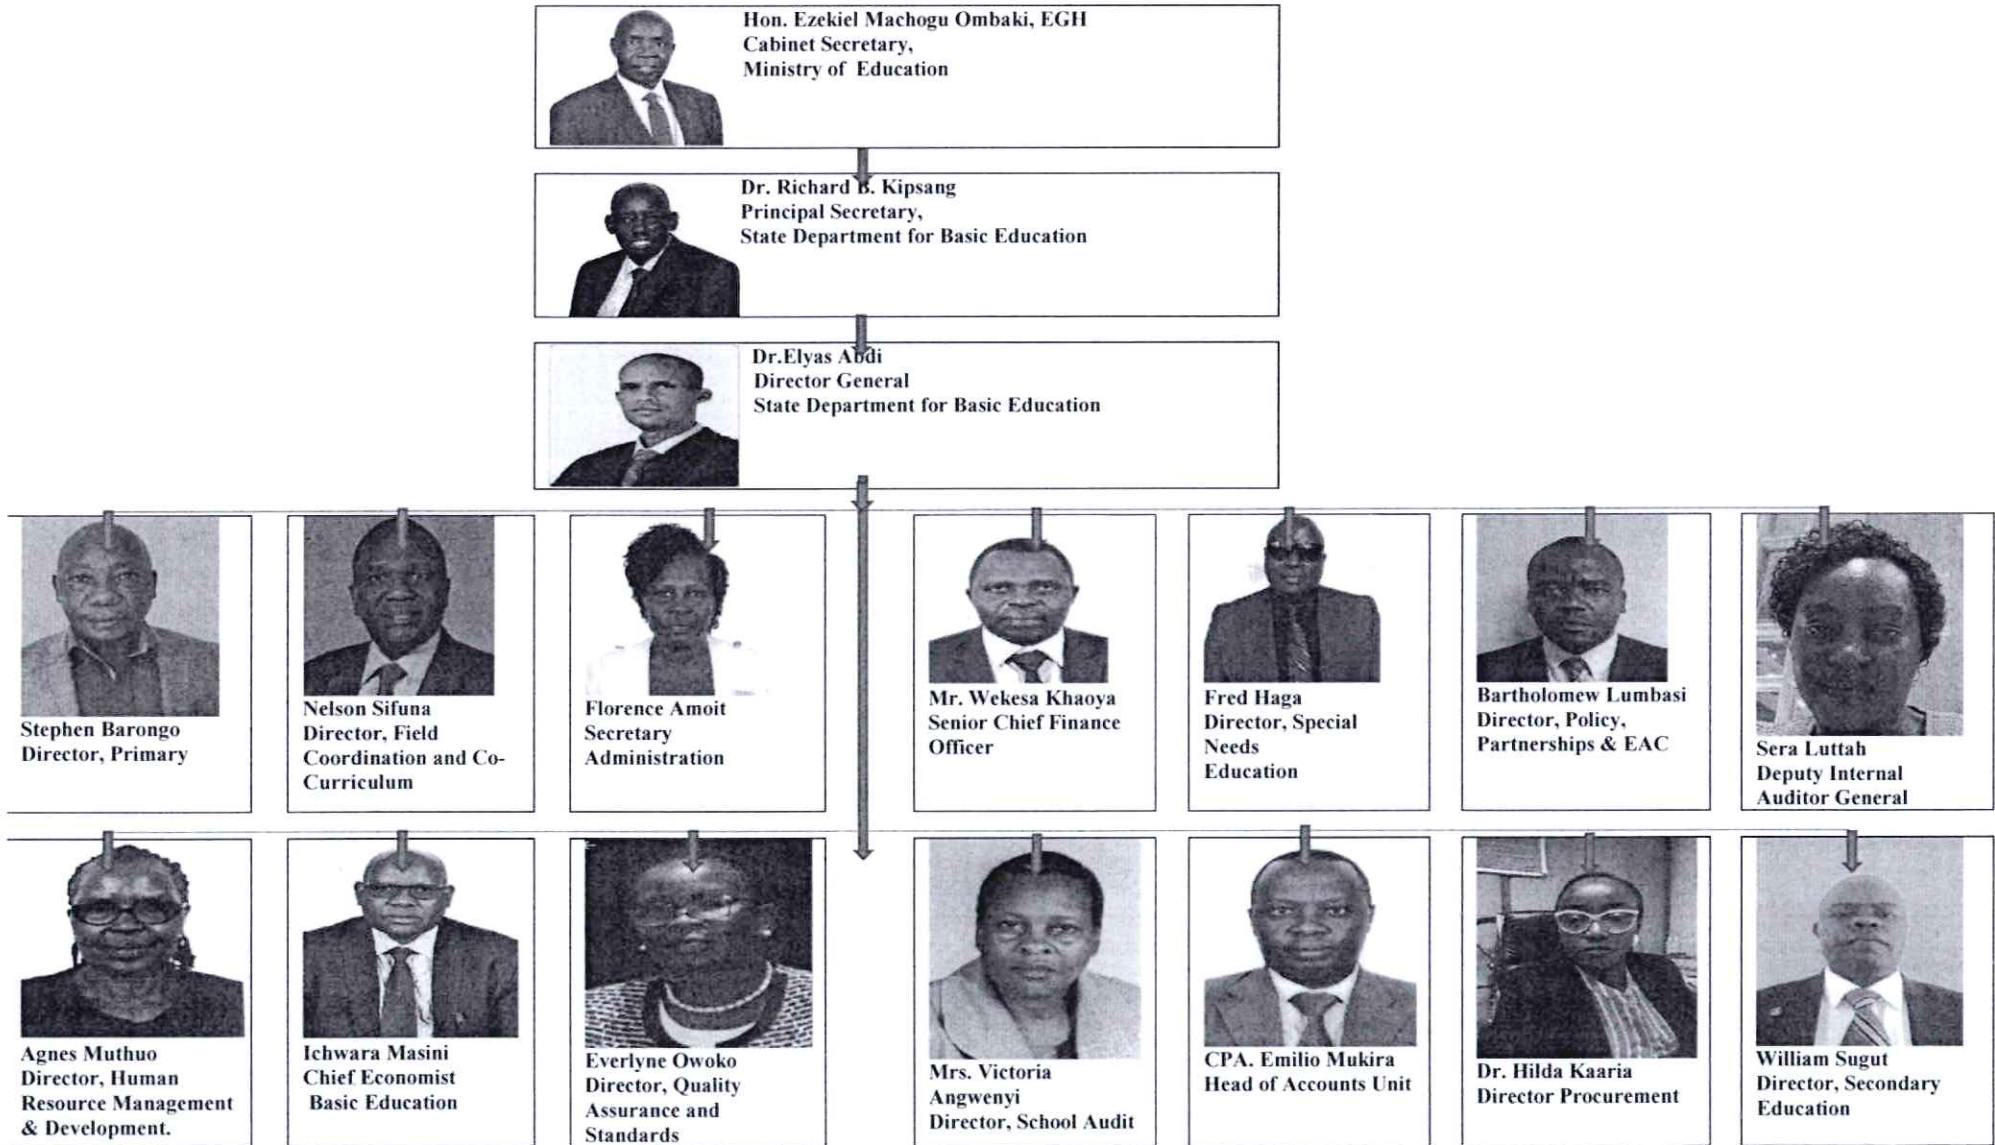 Hon. Ezekiel Machogu Ombaki, EGH
Cabinet Secretary,
Ministry of Education
Dr. Richard B. Kipsang
Principal Secretary,
State Department for Basic Education
Dr.Elyas Abdi
Director General
State Department for Basic Education
Stephen Barongo
Director, Primary
Nelson Sifuna
Director, Field
Coordination and Co-
Curriculum
Florence Amoit
Secretary
Administration
Mr. Wekesa Khaoya
Senior Chief Finance
Officer
Fred Haga
Director, Special
Needs
Education
Bartholomew Lumbasi
Director, Policy,
Partnerships & EAC
Sera Luttah
Deputy Internal
Auditor General
Agnes Muthuo
Director, Human
Resource Management
& Development.
Ichwara Masini
Chief Economist
Basic Education
Everlyne Owoko
Director, Quality
Assurance and
Standards
Mrs. Victoria
Angwenyi
Director, School Audit
CPA. Emilio Mukira
Head of Accounts Unit
Dr. Hilda Kaaria
Director Procurement
William Sugut
Director, Secondary
Education